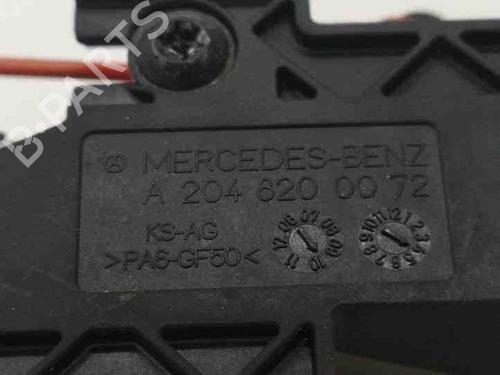 B PARTS
MERCEDES-BENZ
A 204 820 00 72
KS-AG
>PA6-GF50<